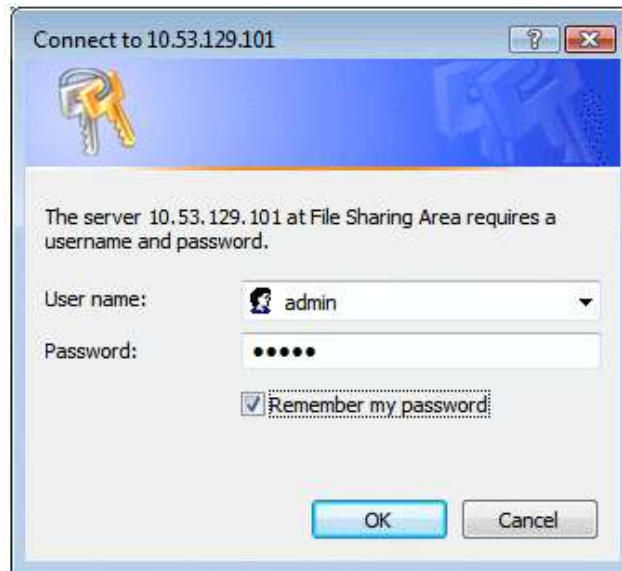 Connect to 10.53.129.101
The server 10.53.129.101 at File Sharing Area requires a
username and password.
User name:
admin
Password:
•••••
Remember my password
OK
Cancel